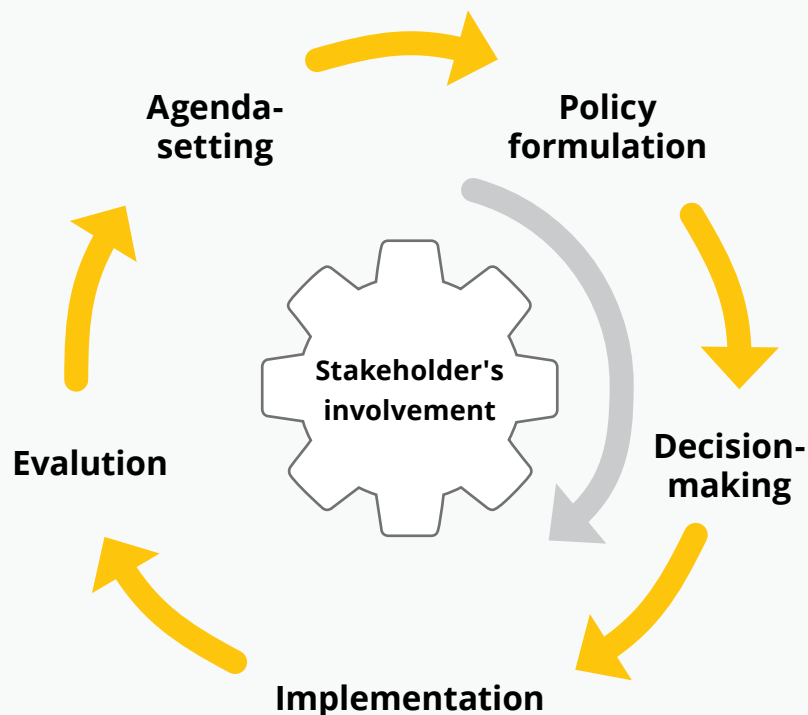 Agenda-
setting
Policy
formulation
Stakeholder's
involvement
Decision-
making
Evalution
Implementation